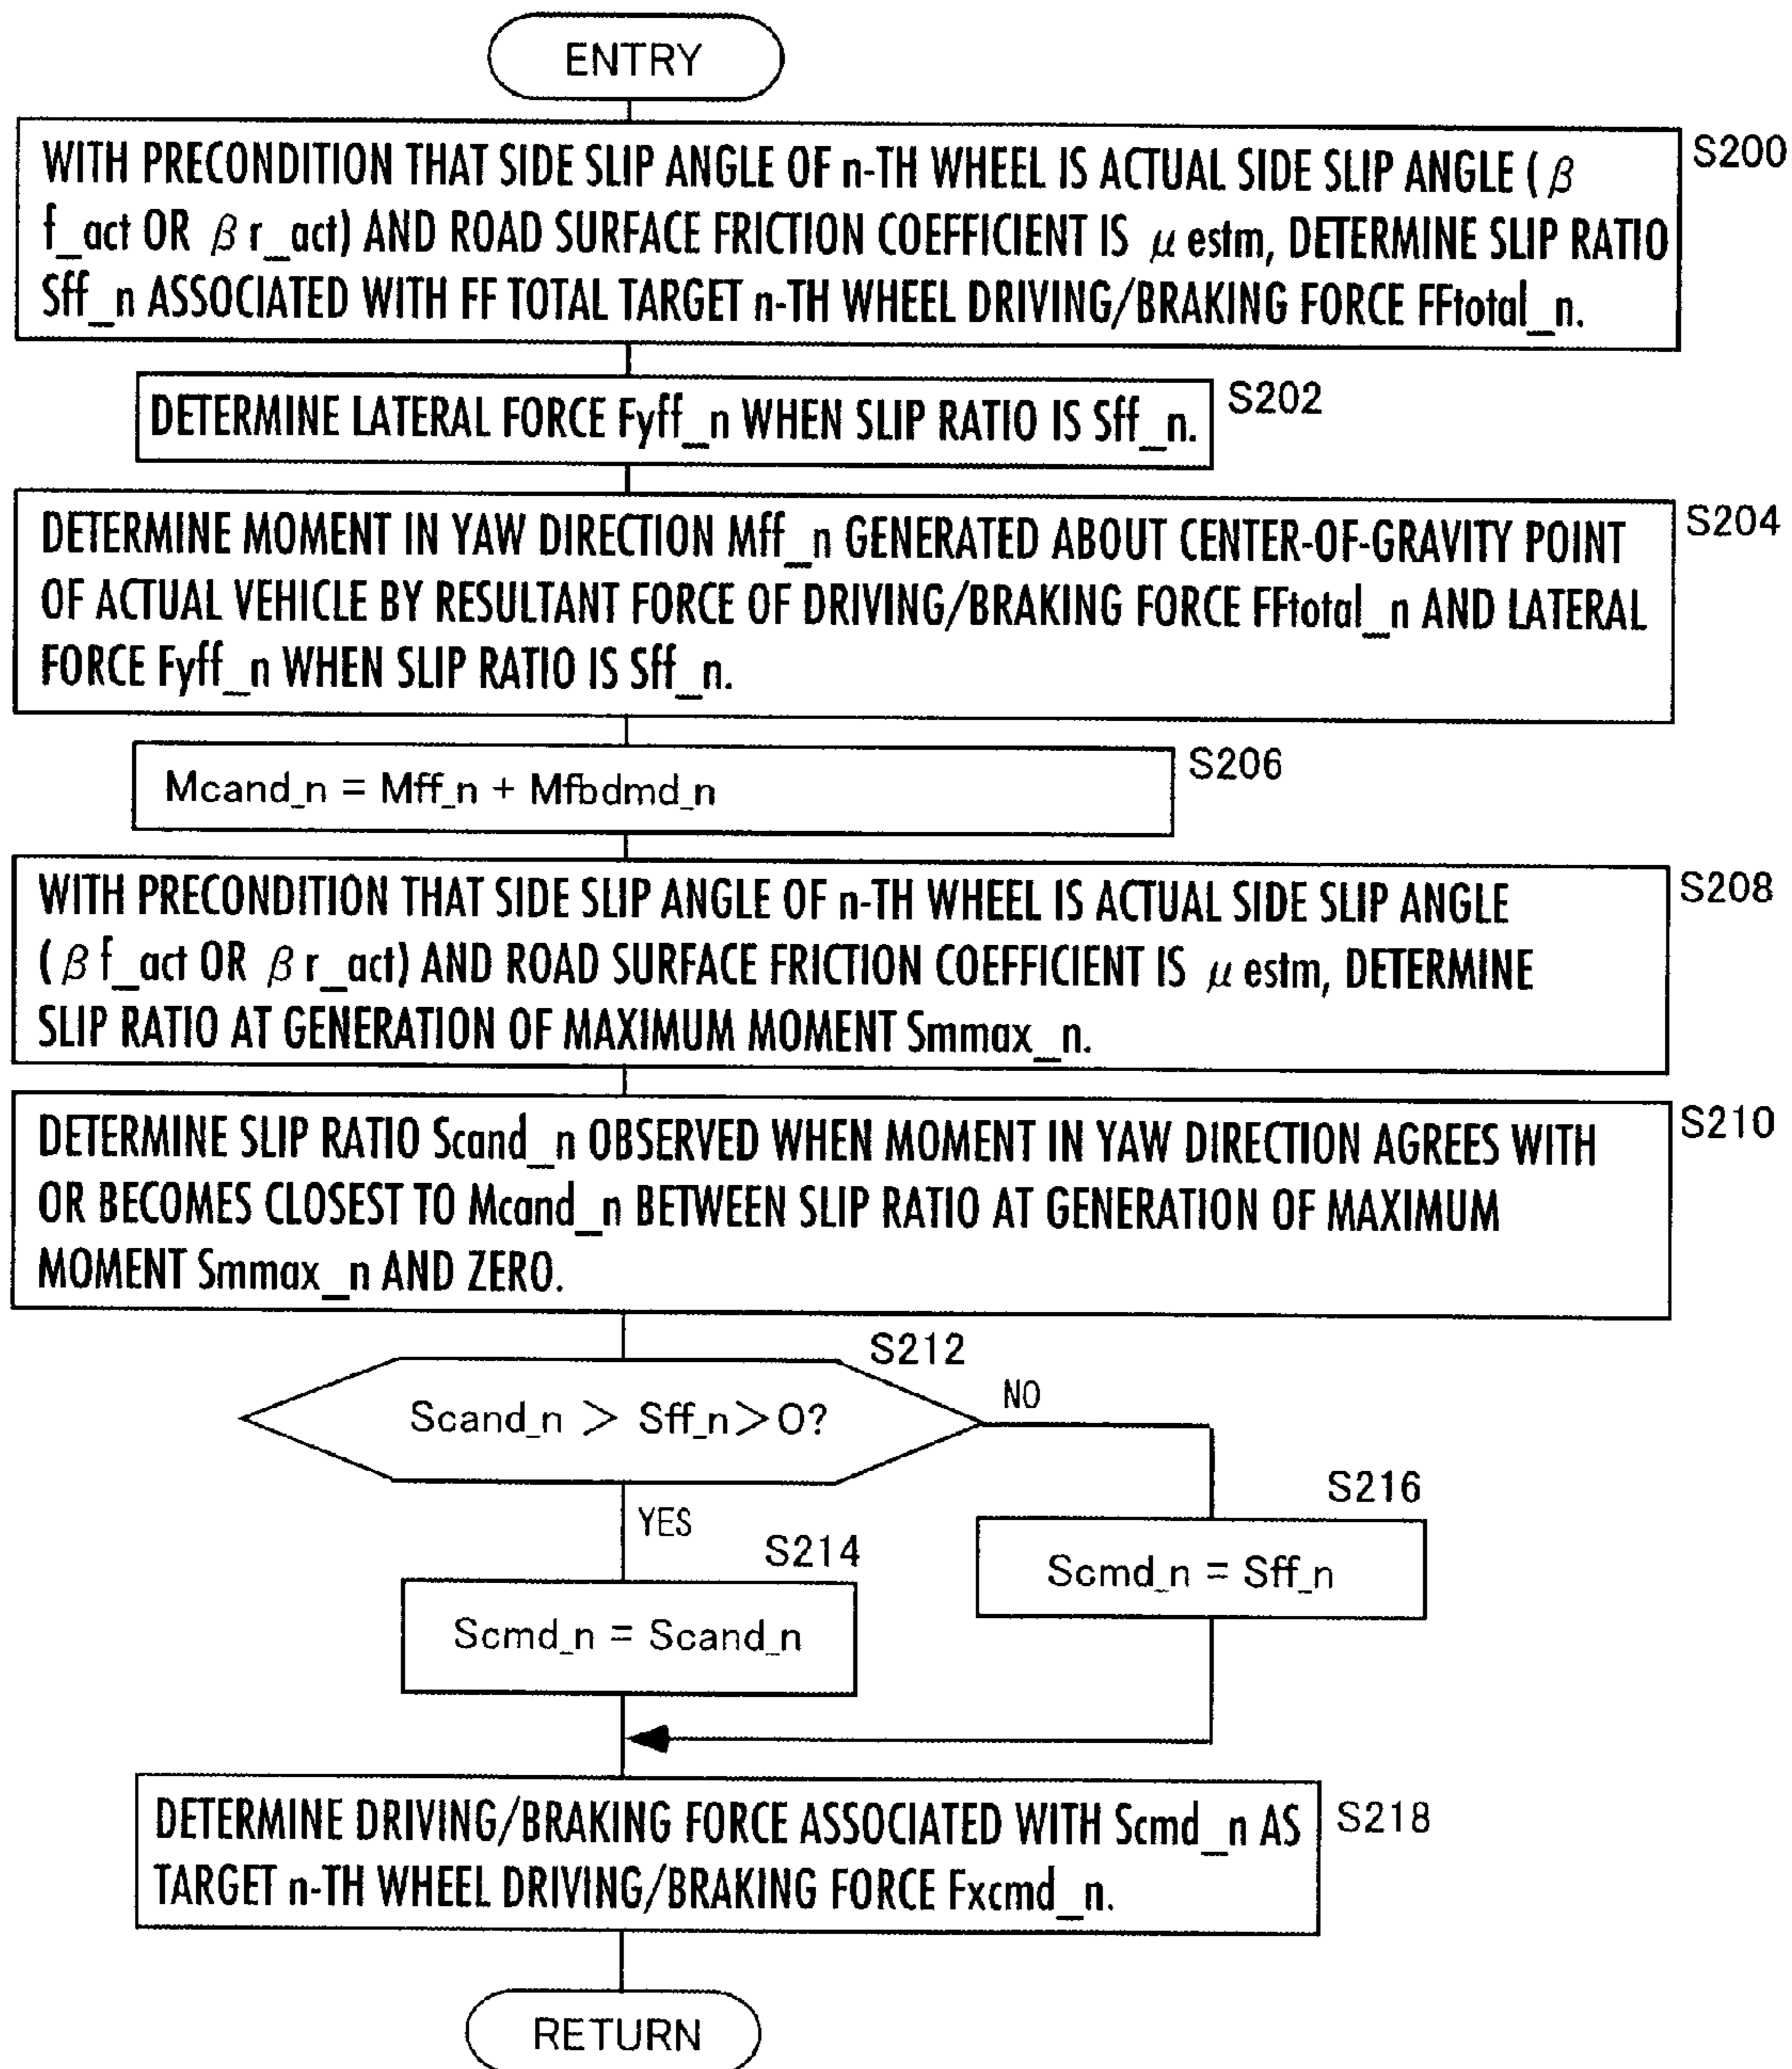 ENTRY
WITH PRECONDITION THAT SIDE SLIP ANGLE OF n-TH WHEEL IS ACTUAL SIDE SLIP ANGLE ( β
f_act OR β r_act) AND ROAD SURFACE FRICTION COEFFICIENT IS μ estm, DETERMINE SLIP RATIO
Sff_n ASSOCIATED WITH FF TOTAL TARGET n-TH WHEEL DRIVING/BRAKING FORCE FFtotal_n.
S200
DETERMINE LATERAL FORCE Fyff_n WHEN SLIP RATIO IS Sff_n.
S202
DETERMINE MOMENT IN YAW DIRECTION Mff_n GENERATED ABOUT CENTER-OF-GRAVITY POINT
OF ACTUAL VEHICLE BY RESULTANT FORCE OF DRIVING/BRAKING FORCE FFtotal_n AND LATERAL
FORCE Fyff_n WHEN SLIP RATIO IS Sff_n.
S204
Mcand_n = Mff_n + Mfbdmd_n
S206
WITH PRECONDITION THAT SIDE SLIP ANGLE OF n-TH WHEEL IS ACTUAL SIDE SLIP ANGLE
( β f_act OR β r_act) AND ROAD SURFACE FRICTION COEFFICIENT IS μ estm, DETERMINE
SLIP RATIO AT GENERATION OF MAXIMUM MOMENT Smmax_n.
S208
DETERMINE SLIP RATIO Scand_n OBSERVED WHEN MOMENT IN YAW DIRECTION AGREES WITH
OR BECOMES CLOSEST TO Mcand_n BETWEEN SLIP RATIO AT GENERATION OF MAXIMUM
MOMENT Smmax_n AND ZERO.
S210
S212
Scand_n > Sff_n>0?
NO
YES
S216
Scmd_n = Sff_n
S214
Scmd_n = Scand_n
DETERMINE DRIVING/BRAKING FORCE ASSOCIATED WITH Scmd_n AS
TARGET n-TH WHEEL DRIVING/BRAKING FORCE Fxcmd_n.
S218
RETURN